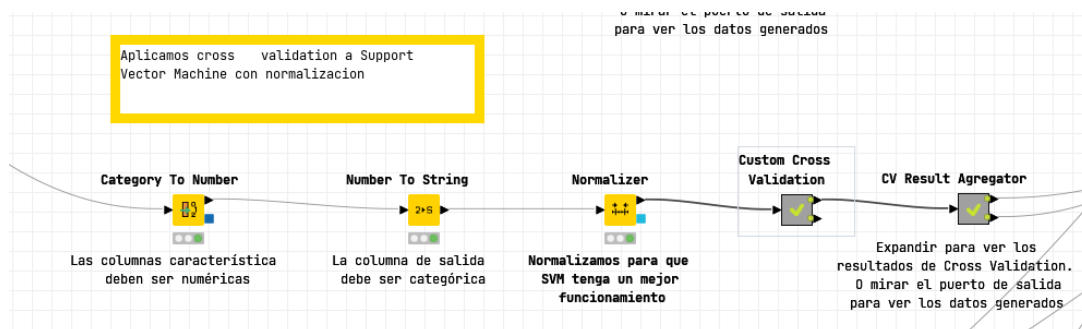 O mirar el puerto de salida
para ver los datos generados
Aplicamos cross validation a Support
Vector Machine con normalizacion
Category To Number
Number To String
Normalizer
Custom Cross
Validation
CV Result Agregator
2▸S
Las columnas característica
deben ser numéricas
La columna de salida
debe ser categórica
Normalizamos para que
SVM tenga un mejor
funcionamiento
Expandir para ver los
resultados de Cross Validation.
O mirar el puerto de salida
para ver los datos generados